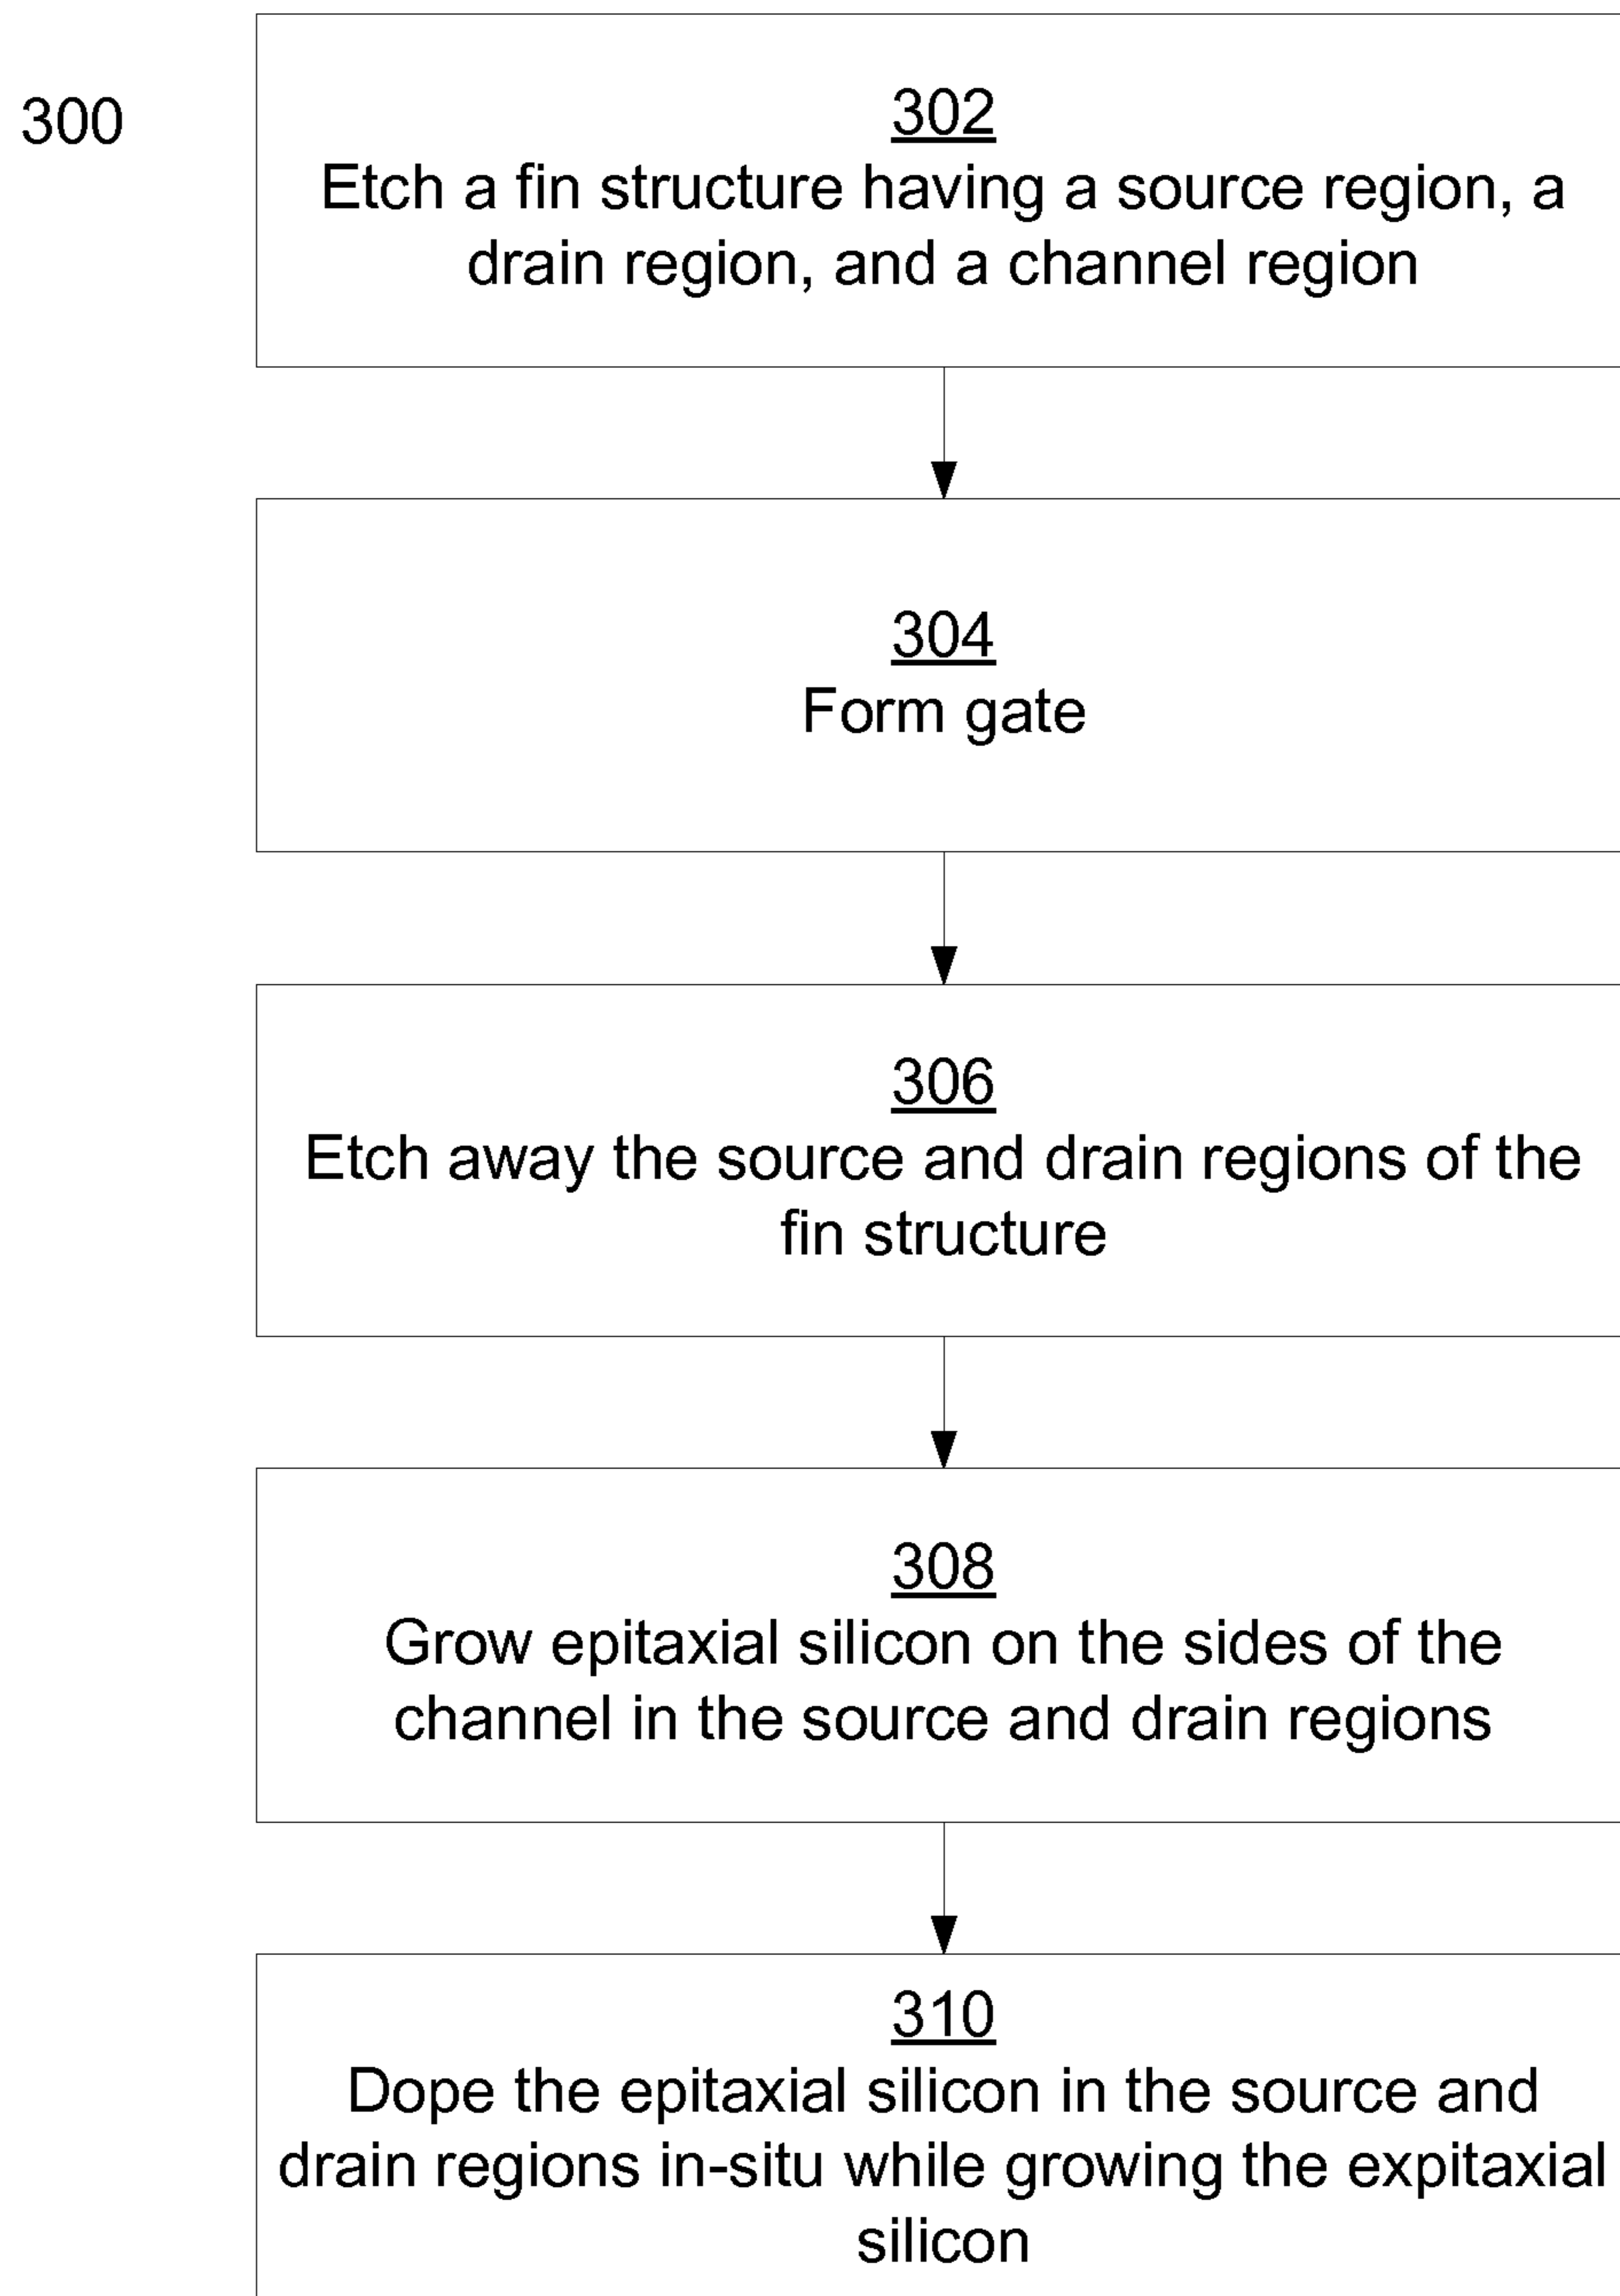 300
302
Etch a fin structure having a source region, a
drain region, and a channel region
304
Form gate
306
Etch away the source and drain regions of the
fin structure
308
Grow epitaxial silicon on the sides of the
channel in the source and drain regions
310
Dope the epitaxial silicon in the source and
drain regions in-situ while growing the expitaxial
silicon